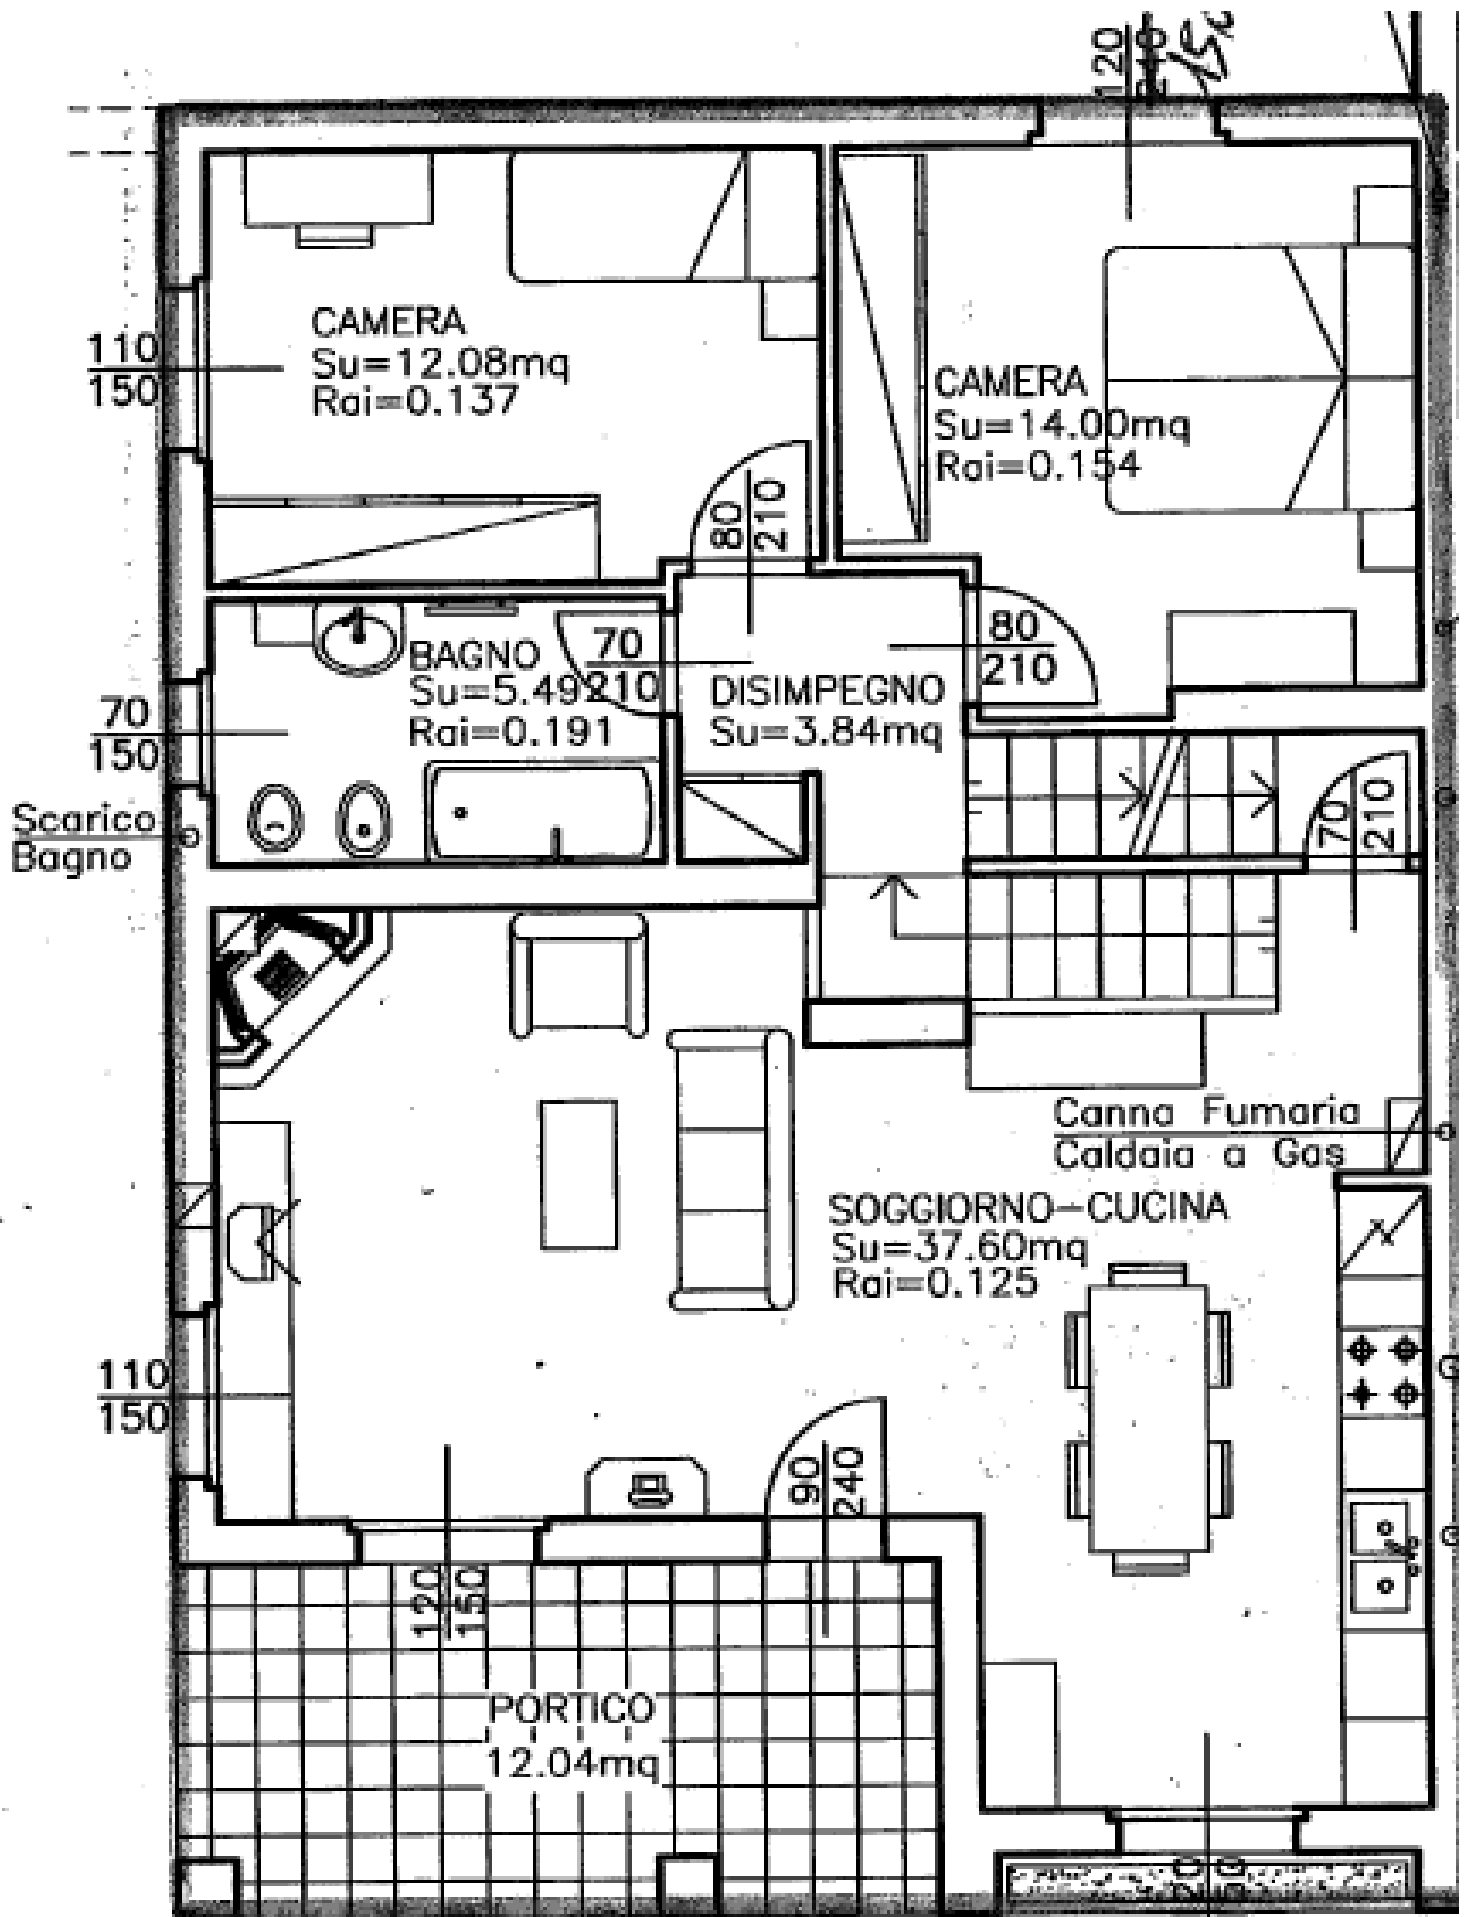 120
240
CAMERA
Su=12.08mq
Rai=0.137
110
150
CAMERA
Su=14.00mq
Rai=0.154
80
210
BAGNO
Su=5.49
Rai=0.191
70
210
DISIMPEGNO
Su=3.84mq
80
210
70
150
Scarico
Bagno
70
210
Canna Fumaria
Caldaia a Gas
SOGGIORNO-CUCINA
Su=37.60mq
Rai=0.125
110
150
90
240
120
150
PORTICO
12.04mq